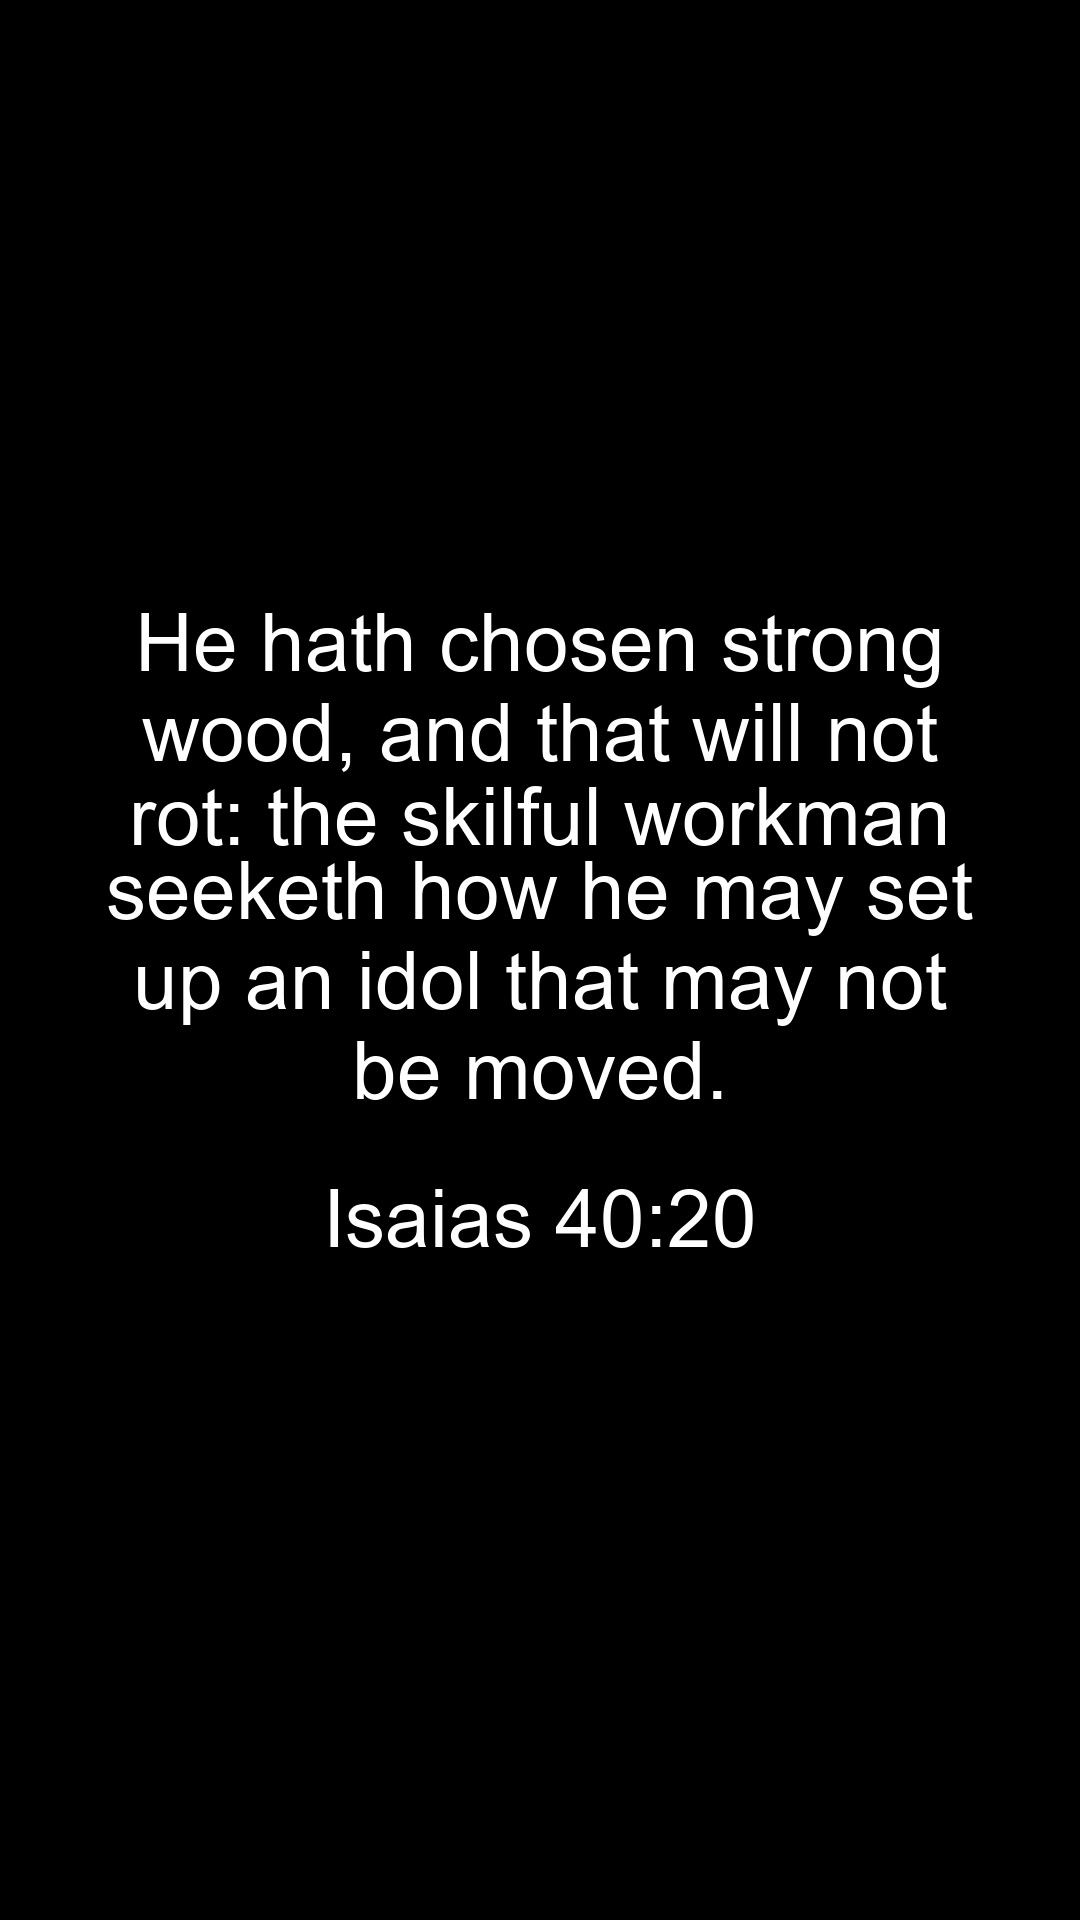 He hath chosen strong
wood, and that will not
rot: the skilful workman
seeketh how he may set
up an idol that may not
be moved.
Isaias 40:20